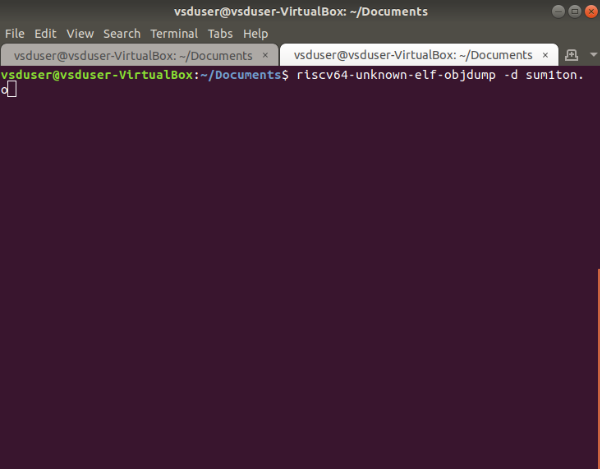 vsduser@vsduser-VirtualBox: ~/Documents
File Edit View Search Terminal Tabs Help
vsduser@vsduser-VirtualBox: ~/Documents × vsduser@vsduser-VirtualBox: ~/Documents ×
vsduser@vsduser-VirtualBox:~/Documents$ riscv64-unknown-elf-objdump -d sum1ton.
o